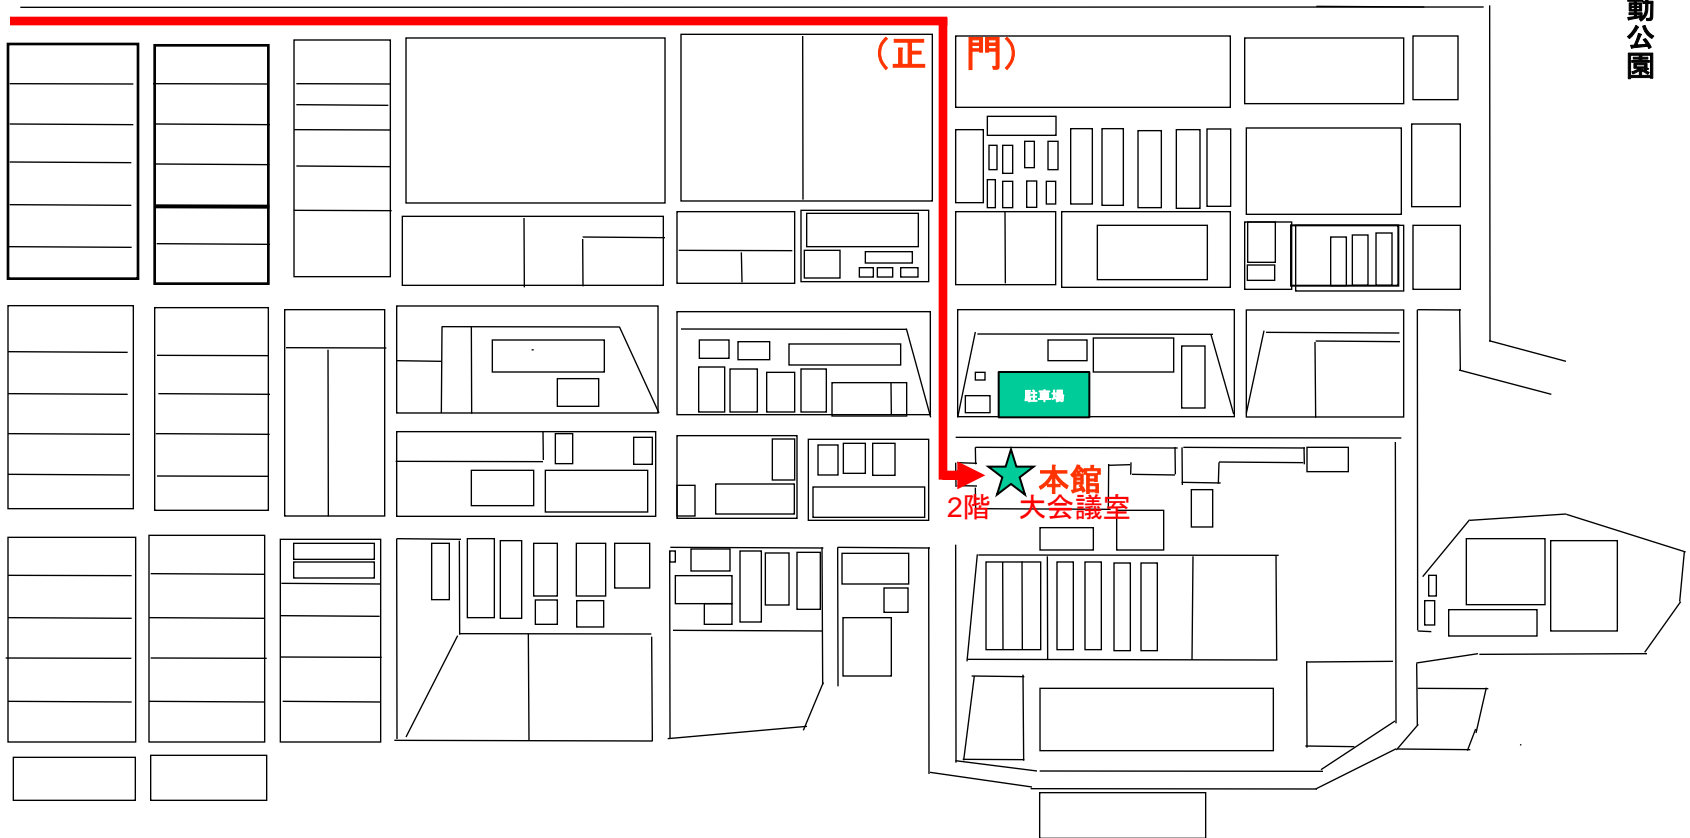 動公園
（正　門）
駐車場
本館
2階　大会議室